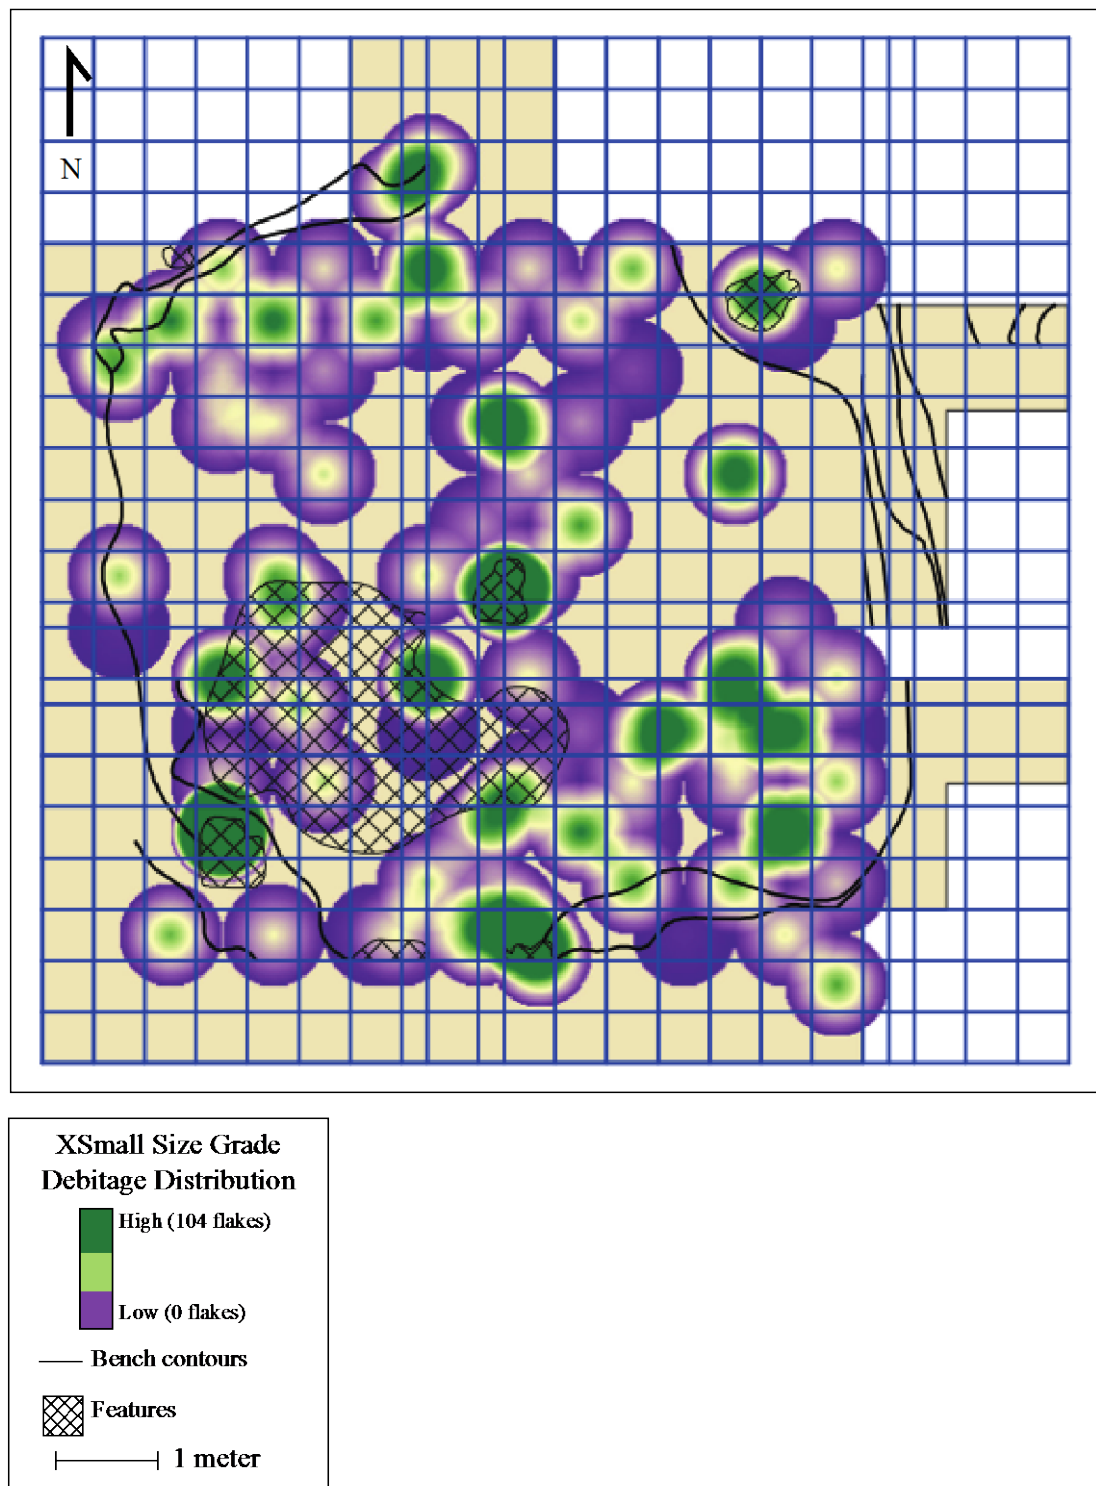 N
XSmall Size Grade
Debitage Distribution
High (104 flakes)
Low (0 flakes)
Bench contours
Features
1 meter